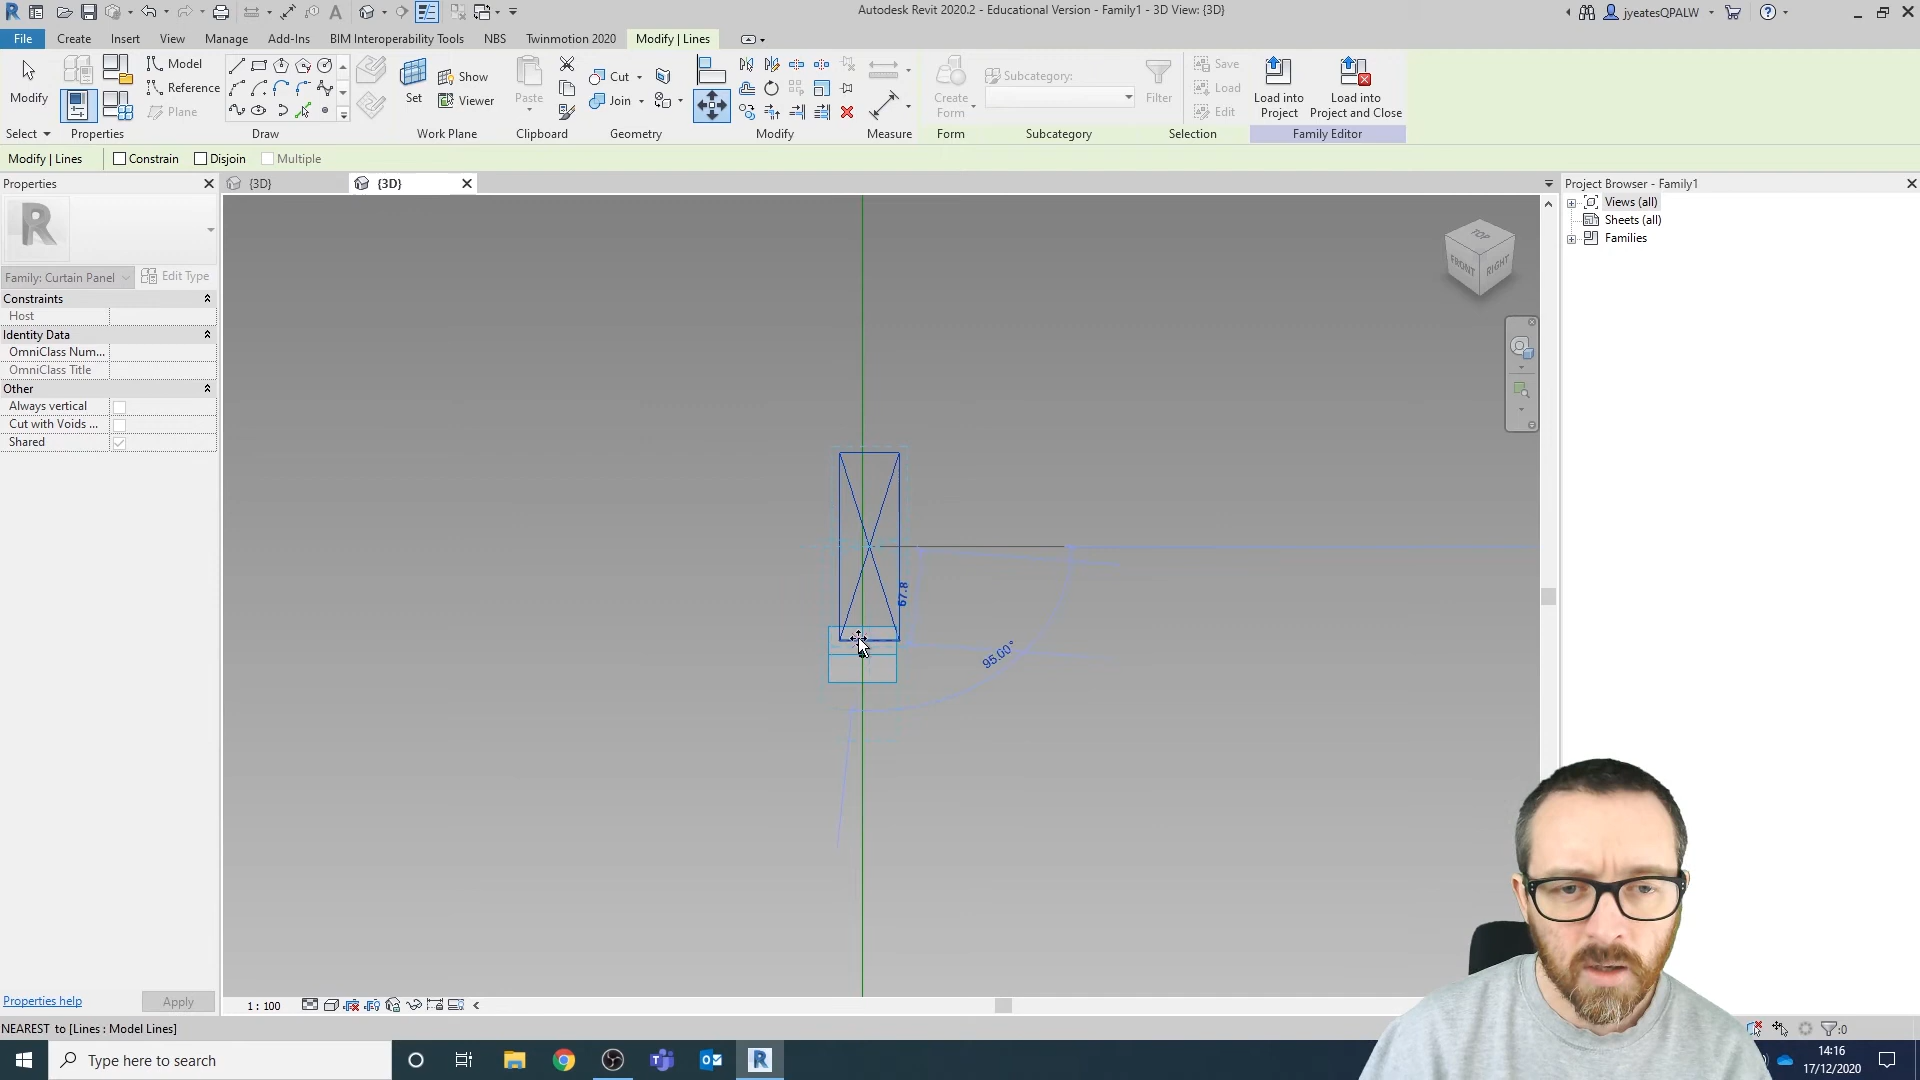 Autodesk Revit 2020.2 - Educational Version - Family1 - 3D View: {3D}
jyeatesQPALW
File
Create
Insert
View
Manage
Add-Ins
BIM Interoperability Tools
NBS
Twinmotion 2020
Modify | Lines
Modify
Model
Reference
Plane
Set
Show
Viewer
Paste
Cut
Join
Create
Form
Subcategory:
Filter
Save
Load
Edit
Load into
Project
Load into
Project and Close
Select
Properties
Draw
Work Plane
Clipboard
Geometry
Modify
Measure
Form
Subcategory
Selection
Family Editor
Modify | Lines
Constrain
Disjoin
Multiple
Properties
{3D}
{3D}
Project Browser - Family1
Views (all)
Sheets (all)
Families
Family: Curtain Panel
Edit Type
Constraints
Host
Identity Data
OmniClass Num...
OmniClass Title
Other
Always vertical
Cut with Voids ...
Shared
TOP
FRONT
RIGHT
67.8
95.00°
Properties help
Apply
1 : 100
NEAREST to [Lines : Model Lines]
:0
Type here to search
14:16
17/12/2020